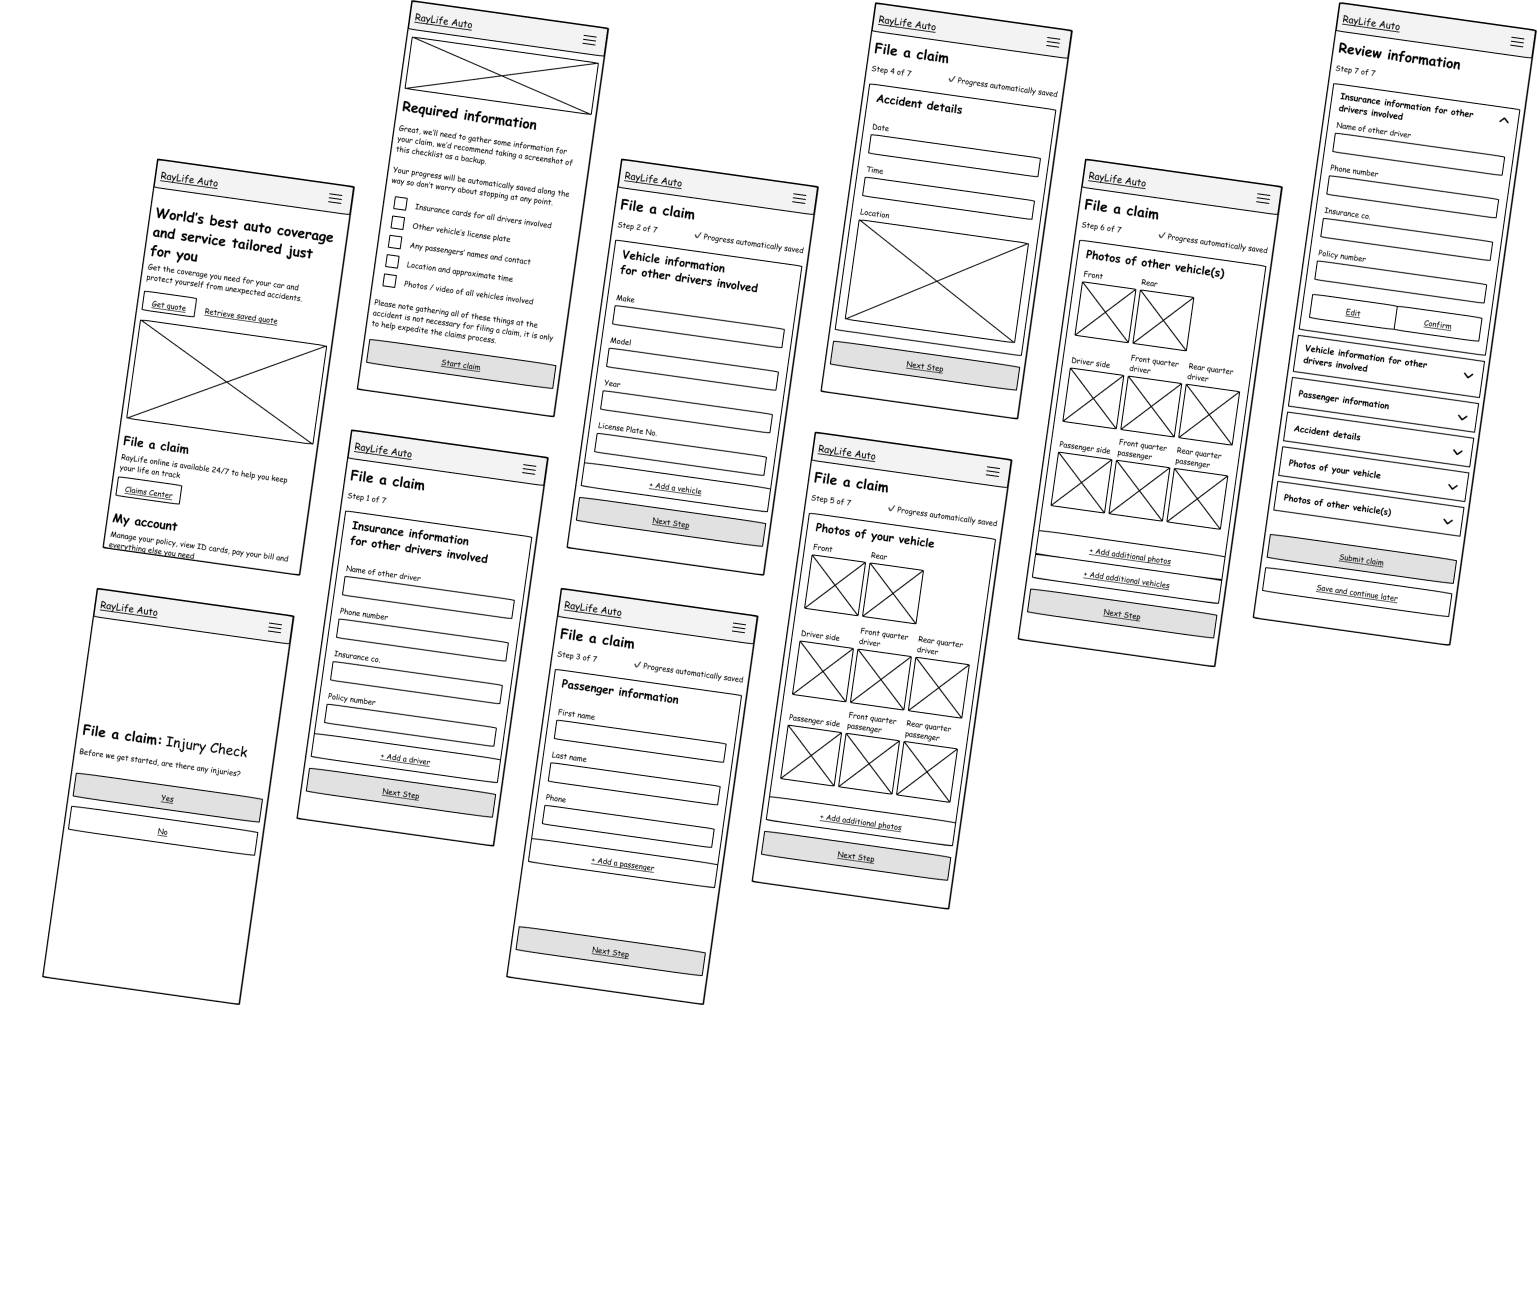 RayLife Auto
World's best auto coverage
and service tailored just
for you
Get the coverage you need for your car and
protect yourself from unexpected accidents.
Get quote
Retrieve saved quote
File a claim
RayLife online is available 24/7 to help you keep
your life on track
Claims Center
My account
Manage your policy, view ID cards, pay your bill and
everything else you need
RayLife Auto
File a claim: Injury Check
Before we get started, are there any injuries?
Yes
No
RayLife Auto
Required information
Great, we'll need to gather some information for
your claim, we'd recommend taking a screenshot of
this checklist as a backup.
Your progress will be automatically saved along the
way so don't worry about stopping at any point.
Insurance cards for all drivers involved
Other vehicle's license plate
Any passengers' names and contact
Location and approximate time
Photos / video of all vehicles involved
Please note gathering all of these things at the
accident is not necessary for filing a claim, it is only
to help expedite the claims process.
Start claim
RayLife Auto
File a claim
Step 1 of 7
Insurance information
for other drivers involved
Name of other driver
Phone number
Insurance co.
Policy number
+ Add a driver
Next Step
RayLife Auto
File a claim
Step 2 of 7
Progress automatically saved
Vehicle information
for other drivers involved
Make
Model
Year
License Plate No.
+ Add a vehicle
Next Step
RayLife Auto
File a claim
Step 3 of 7
Progress automatically saved
Passenger information
First name
Last name
Phone
+ Add a passenger
Next Step
RayLife Auto
File a claim
Step 4 of 7
Progress automatically saved
Accident details
Date
Time
Location
Next Step
RayLife Auto
File a claim
Step 5 of 7
Progress automatically saved
Photos of your vehicle
Front
Rear
Driver side
Front quarter
driver
Rear quarter
driver
Passenger side
Front quarter
passenger
Rear quarter
passenger
+ Add additional photos
Next Step
RayLife Auto
File a claim
Step 6 of 7
Progress automatically saved
Photos of other vehicle(s)
Front
Rear
Driver side
Front quarter
driver
Rear quarter
driver
Passenger side
Front quarter
passenger
Rear quarter
passenger
+ Add additional photos
+ Add additional vehicles
Next Step
RayLife Auto
Review information
Step 7 of 7
Insurance information for other
drivers involved
Name of other driver
Phone number
Insurance co.
Policy number
Edit
Confirm
Vehicle information for other
drivers involved
Passenger information
Accident details
Photos of your vehicle
Photos of other vehicle(s)
Submit claim
Save and continue later